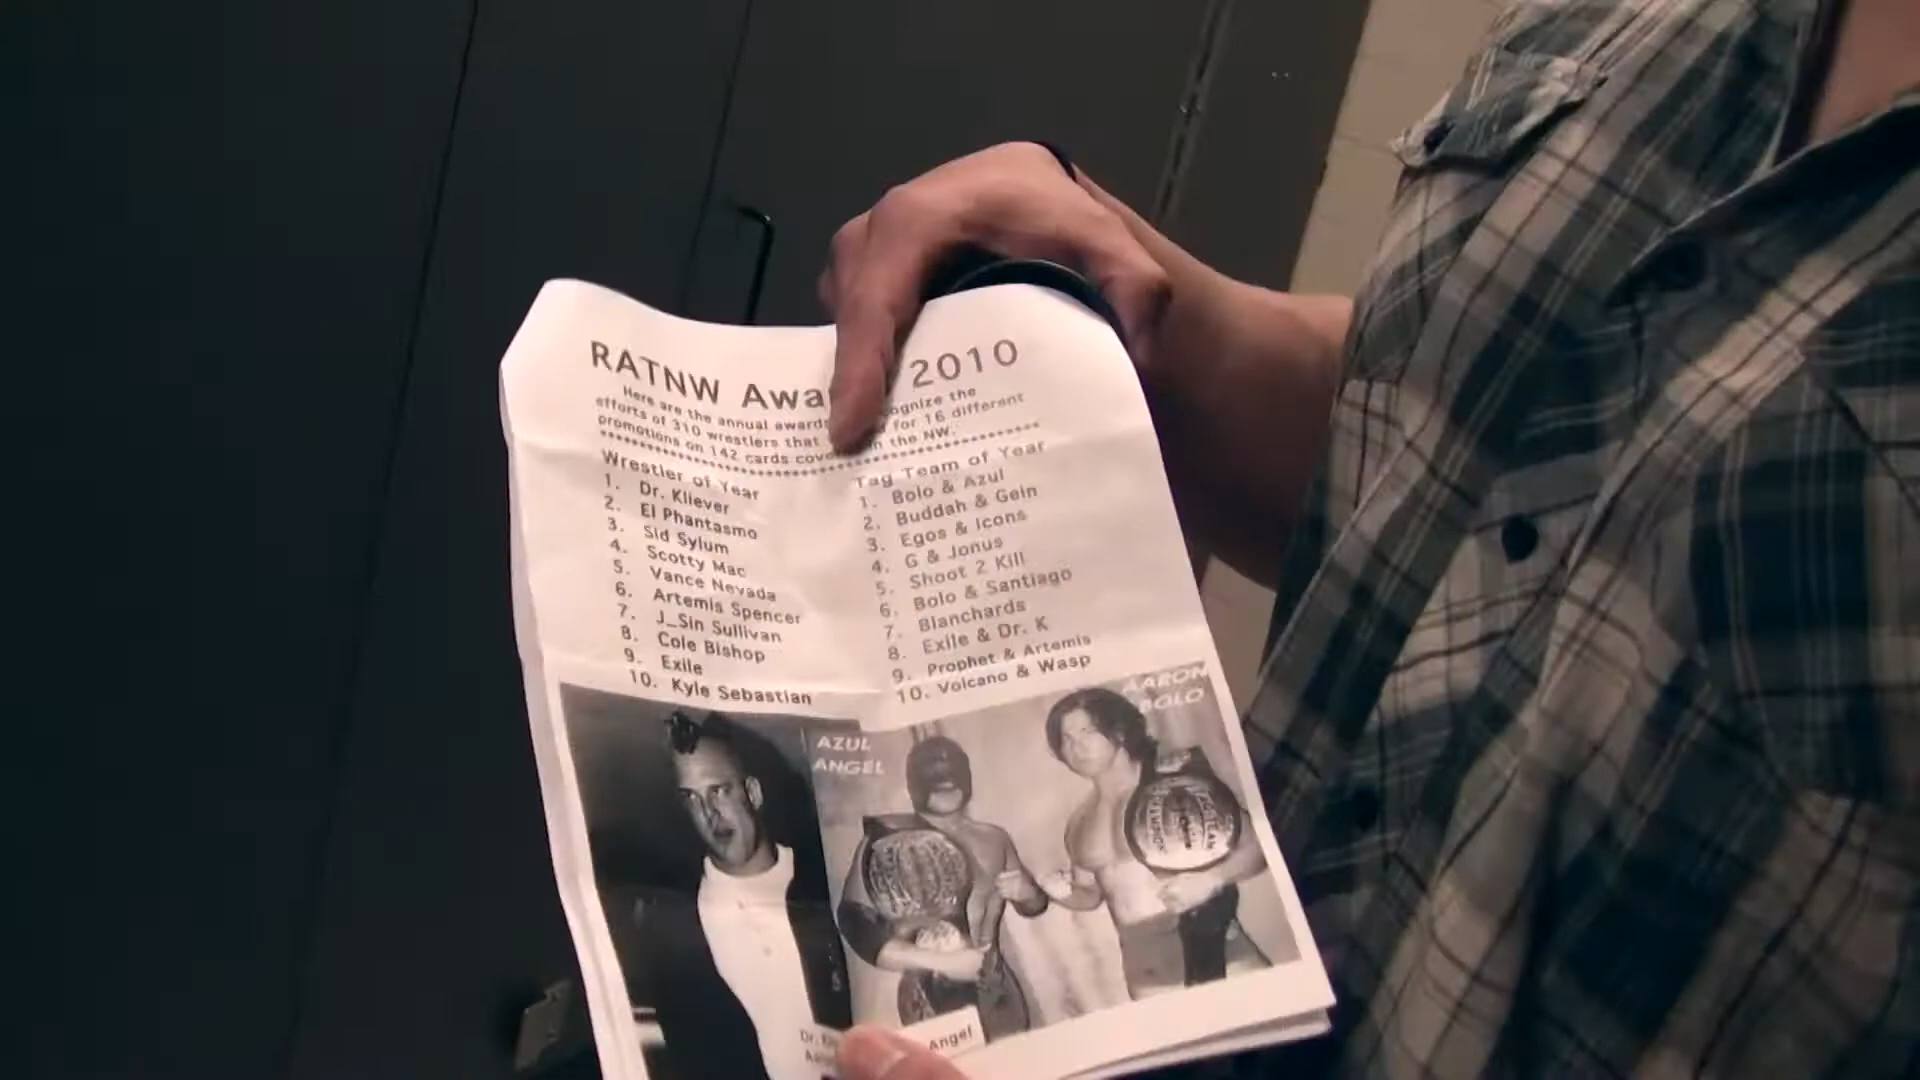 RATNW Awa 2010
Here are the annual awards ognize the
efforts of 310 wrestlers that for 16 different
promotions on 142 cards cove in the NW.
Wrestler of Year
1. Dr. Kliever
2. El Phantasmo
3. Sid Sylum
4. Scotty Mac
5. Vance Nevada
6. Artemis Spencer
7. J_Sin Sullivan
8. Cole Bishop
9. Exile
10. Kyle Sebastian
Tag Team of Year
1. Bolo & Azul
2. Buddah & Gein
3. Egos & Icons
4. G & Jonus
5. Shoot 2 Kill
6. Bolo & Santiago
7. Blanchards
8. Exile & Dr. K
9. Prophet & Artemis
10. Volcano & Wasp
AZUL
ANGEL
AARON
BOLO
Dr. Angel